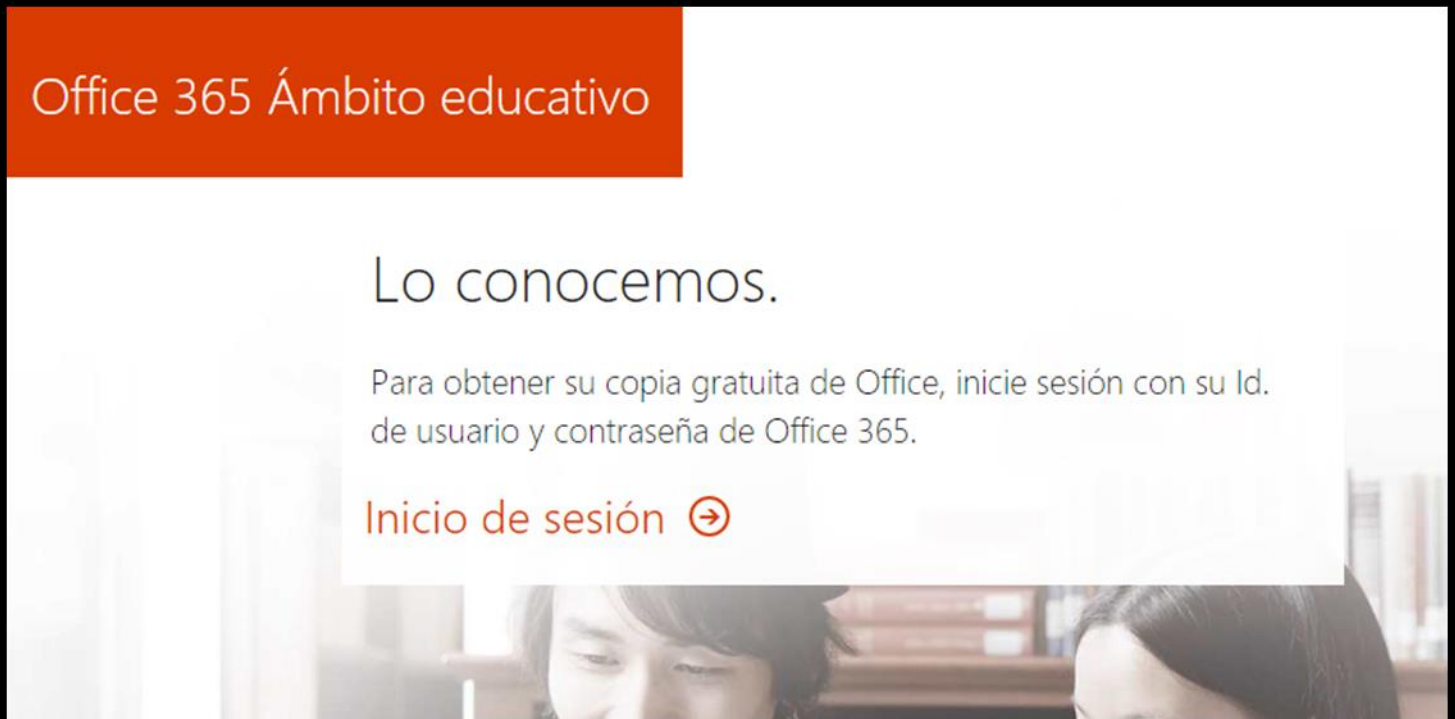 Office 365 Ámbito educativo
Lo conocemos.
Para obtener su copia gratuita de Office, inicie sesión con su Id.
de usuario y contraseña de Office 365.
Inicio de sesión